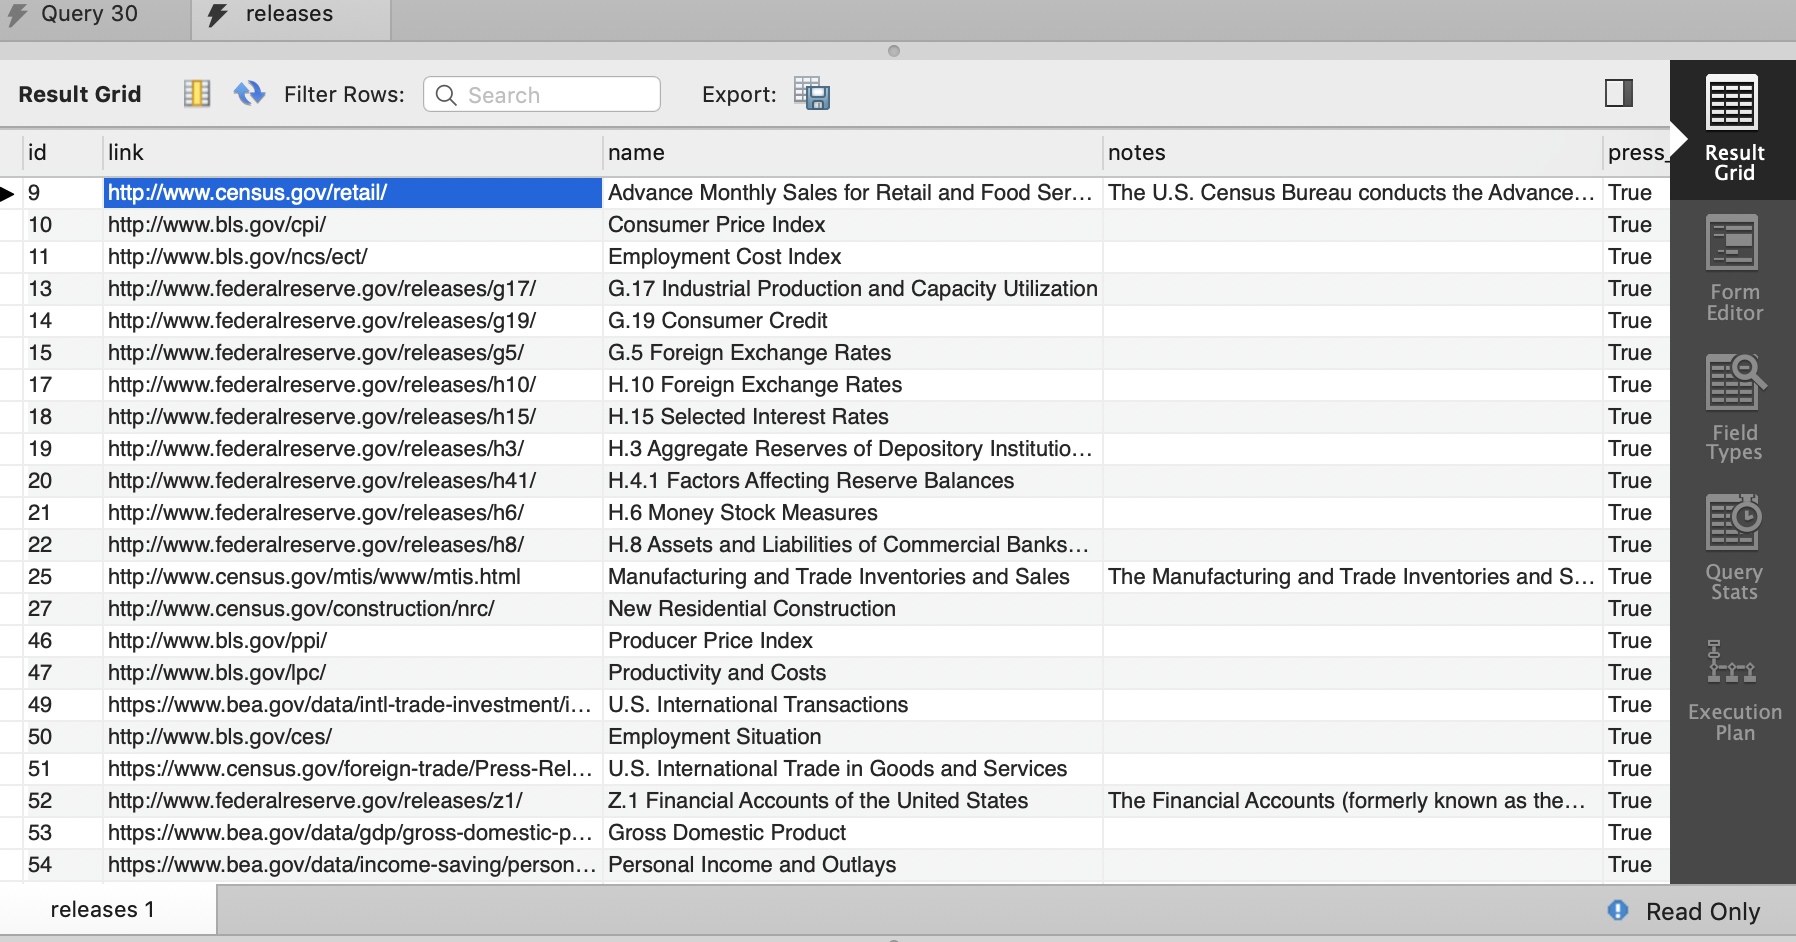 Query 30 releases
Result Grid Filter Rows: Search Export:
id link name notes press_
9 http://www.census.gov/retail/ Advance Monthly Sales for Retail and Food Ser... The U.S. Census Bureau conducts the Advance... True
10 http://www.bls.gov/cpi/ Consumer Price Index True
11 http://www.bls.gov/ncs/ect/ Employment Cost Index True
13 http://www.federalreserve.gov/releases/g17/ G.17 Industrial Production and Capacity Utilization True
14 http://www.federalreserve.gov/releases/g19/ G.19 Consumer Credit True
15 http://www.federalreserve.gov/releases/g5/ G.5 Foreign Exchange Rates True
17 http://www.federalreserve.gov/releases/h10/ H.10 Foreign Exchange Rates True
18 http://www.federalreserve.gov/releases/h15/ H.15 Selected Interest Rates True
19 http://www.federalreserve.gov/releases/h3/ H.3 Aggregate Reserves of Depository Institutio... True
20 http://www.federalreserve.gov/releases/h41/ H.4.1 Factors Affecting Reserve Balances True
21 http://www.federalreserve.gov/releases/h6/ H.6 Money Stock Measures True
22 http://www.federalreserve.gov/releases/h8/ H.8 Assets and Liabilities of Commercial Banks... True
25 http://www.census.gov/mtis/www/mtis.html Manufacturing and Trade Inventories and Sales The Manufacturing and Trade Inventories and S... True
27 http://www.census.gov/construction/nrc/ New Residential Construction True
46 http://www.bls.gov/ppi/ Producer Price Index True
47 http://www.bls.gov/lpc/ Productivity and Costs True
49 https://www.bea.gov/data/intl-trade-investment/i... U.S. International Transactions True
50 http://www.bls.gov/ces/ Employment Situation True
51 https://www.census.gov/foreign-trade/Press-Rel... U.S. International Trade in Goods and Services True
52 http://www.federalreserve.gov/releases/z1/ Z.1 Financial Accounts of the United States The Financial Accounts (formerly known as the... True
53 https://www.bea.gov/data/gdp/gross-domestic-p... Gross Domestic Product True
54 https://www.bea.gov/data/income-saving/person... Personal Income and Outlays True
Result
Grid
Form
Editor
Field
Types
Query
Stats
Execution
Plan
releases 1 Read Only